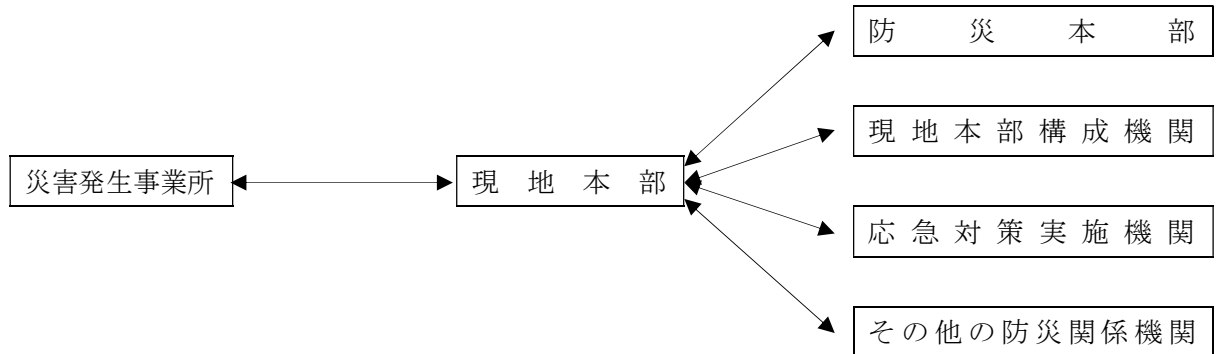 防災本部
現地本部構成機関
災害発生事業所
現地本部
応急対策実施機関
その他の防災関係機関